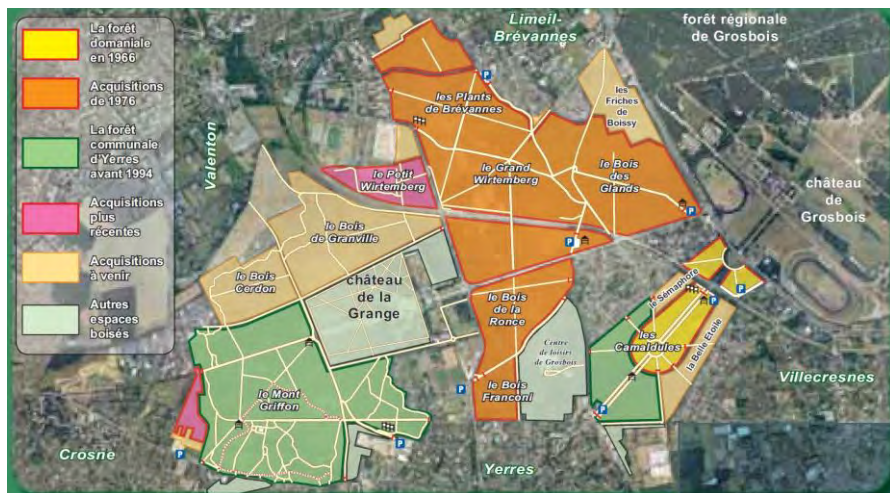 La forêt
domaniale
en 1966
Acquisitions
de 1976
La forêt
communale
d'Yerres
avant 1994
Acquisitions
plus
récentes
Acquisitions
à venir
Autres
espaces
boisés
Limeil-
Brévannes
forêt régionale
de Grosbois
les Plants
de Brévannes
les
Friches
de
Boissy
Valenton
le Petit
Wirtemberg
le Grand
Wirtemberg
le Bois
des
Glands
château
de
Grosbois
le Bois
de Granville
le Bois
Cerdon
château
de la
Grange
le Bois
de la
Ronce
le Sémaphore
Centre
de loisirs
de Grosbois
les
Camaldules
la Belle Etoile
le Mont
Griffon
le Bois
Franconi
Villecresnes
Crosne
Yerres
P
P
P
P
P
P
P
P
P